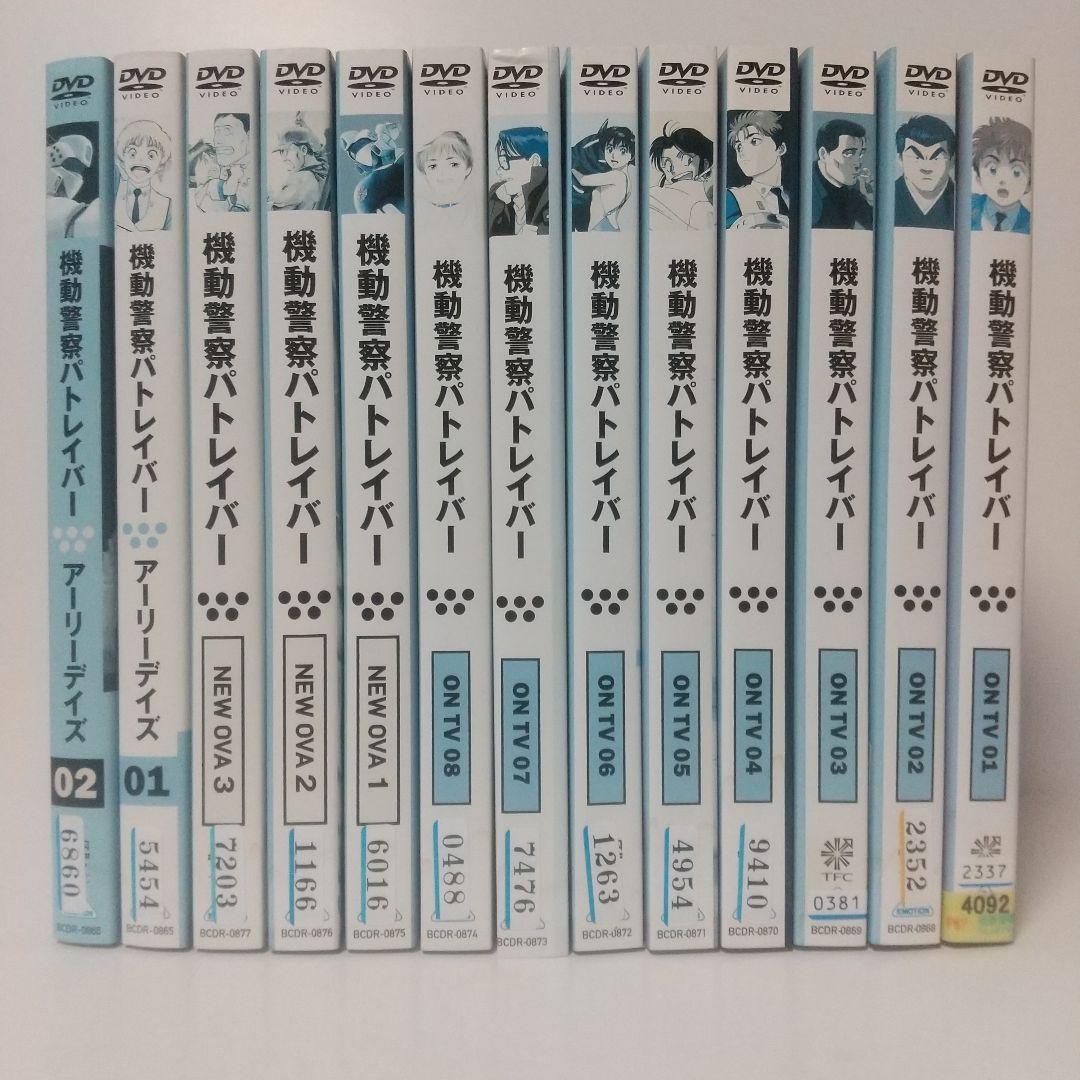 DVD
VIDEO
機動警察パトレイバー
アーリーデイズ
02
6860
BCDR-0866
DVD
VIDEO
機動警察パトレイバー
アーリーデイズ
01
5454
BCDR-0865
DVD
VIDEO
機動警察パトレイバー
NEW OVA 3
7203
BCDR-0877
DVD
VIDEO
機動警察パトレイバー
NEW OVA 2
1166
BCDR-0876
DVD
VIDEO
機動警察パトレイバー
NEW OVA 1
6016
BCDR-0875
DVD
VIDEO
機動警察パトレイバー
ON TV 08
0488
BCDR-0874
DVD
VIDEO
機動警察パトレイバー
ON TV 07
7476
BCDR-0873
DVD
VIDEO
機動警察パトレイバー
ON TV 06
1263
BCDR-0872
DVD
VIDEO
機動警察パトレイバー
ON TV 05
4954
BCDR-0871
DVD
VIDEO
機動警察パトレイバー
ON TV 04
9410
BCDR-0870
DVD
VIDEO
機動警察パトレイバー
ON TV 03
TFC
0381
BCDR-0869
DVD
VIDEO
機動警察パトレイバー
ON TV 02
2352
EMOTION
BCDR-0868
DVD
VIDEO
機動警察パトレイバー
ON TV 01
2337
4092